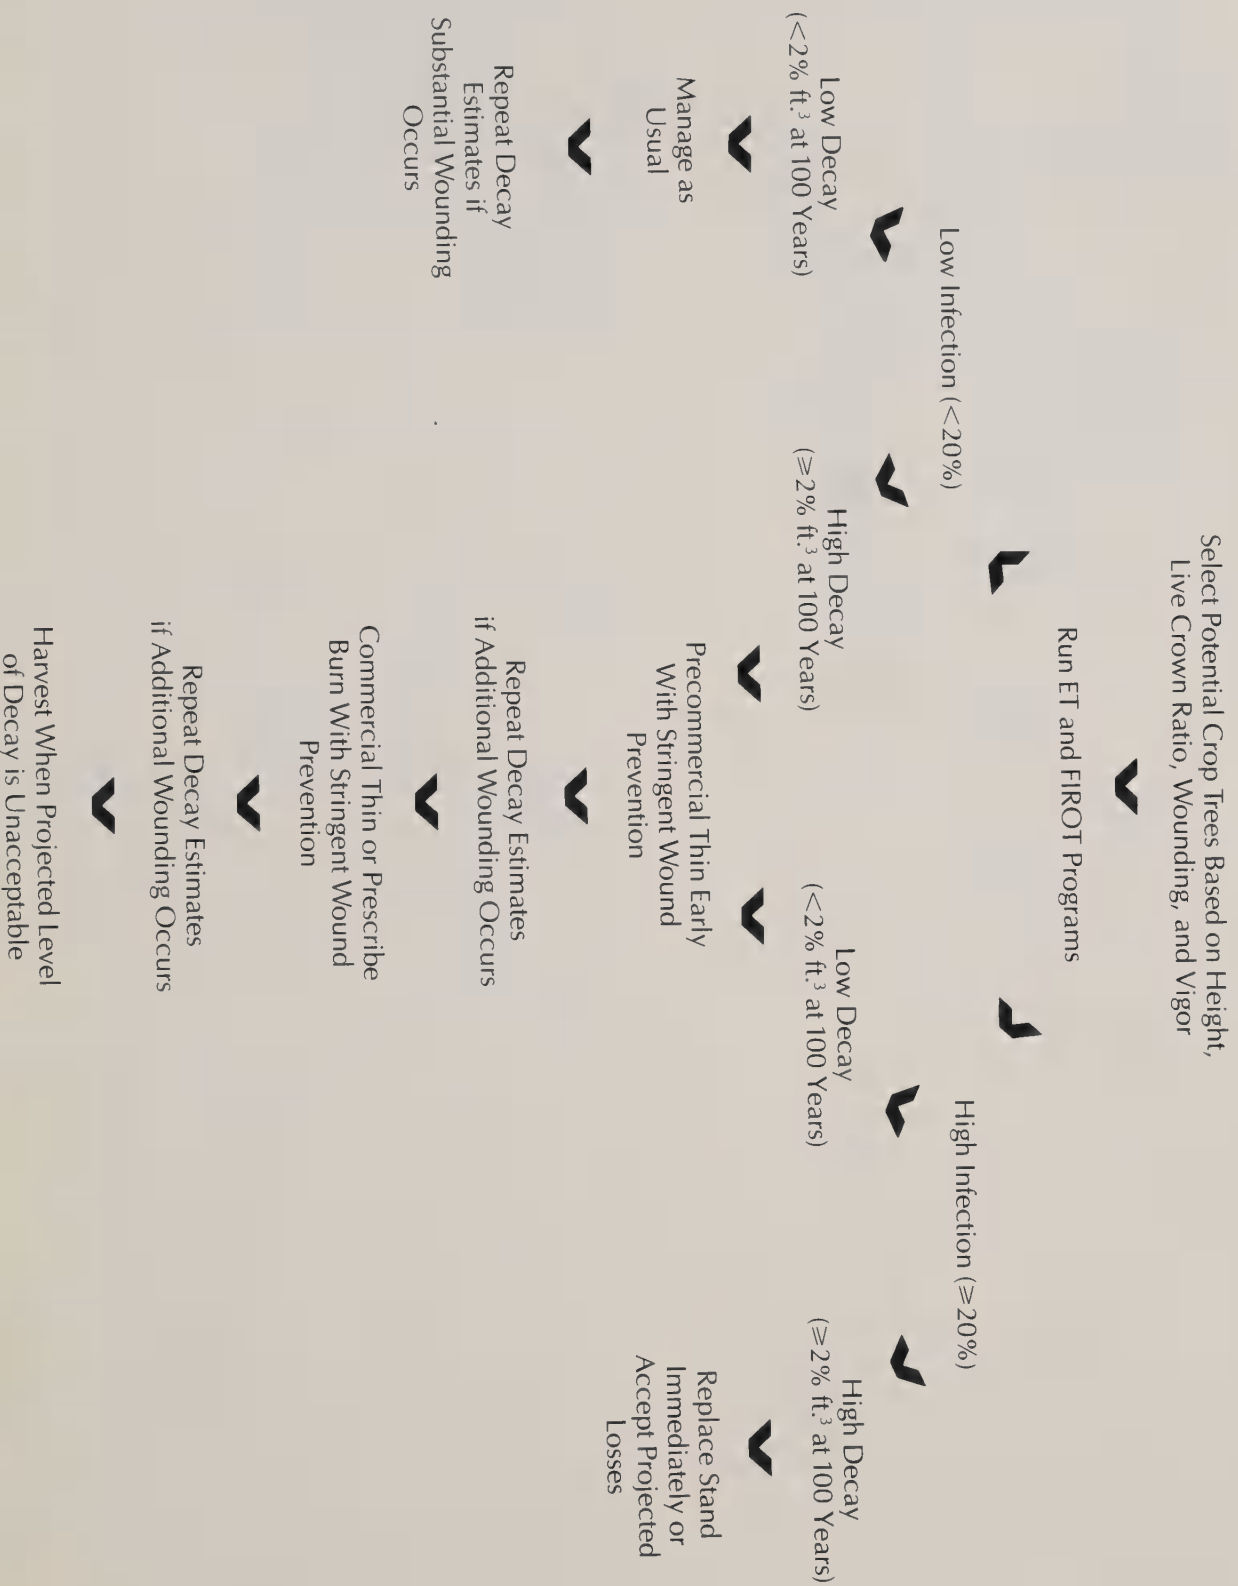 Select Potential Crop Trees Based on Height,
Live Crown Ratio, Wounding, and Vigor
Run ET and FIROT Programs
Low Infection (<20%)
High Infection (≥20%)
Low Decay
(<2% ft.³ at 100 Years)
High Decay
(≥2% ft.³ at 100 Years)
Low Decay
(<2% ft.³ at 100 Years)
High Decay
(≥2% ft.³ at 100 Years)
Manage as
Usual
Precommercial Thin Early
With Stringent Wound
Prevention
Replace Stand
Immediately or
Accept Projected
Losses
Repeat Decay
Estimates if
Substantial Wounding
Occurs
Repeat Decay Estimates
if Additional Wounding Occurs
Commercial Thin or Prescribe
Burn With Stringent Wound
Prevention
Repeat Decay Estimates
if Additional Wounding Occurs
Harvest When Projected Level
of Decay is Unacceptable